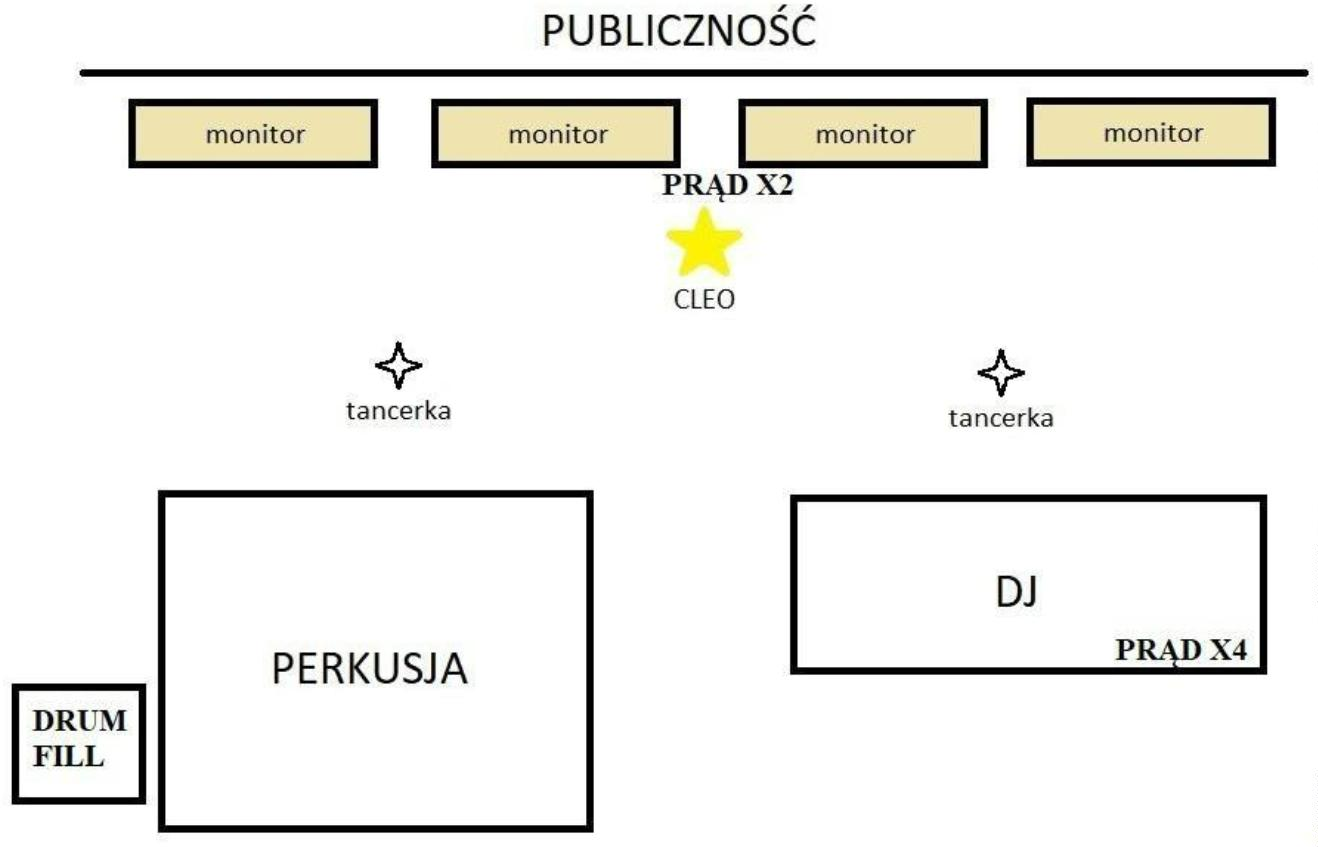 PUBLICZNOŚĆ
monitor
monitor
monitor
monitor
PRĄD X2
CLEO
tancerka
tancerka
PERKUSJA
DJ
PRĄD X4
DRUM
FILL